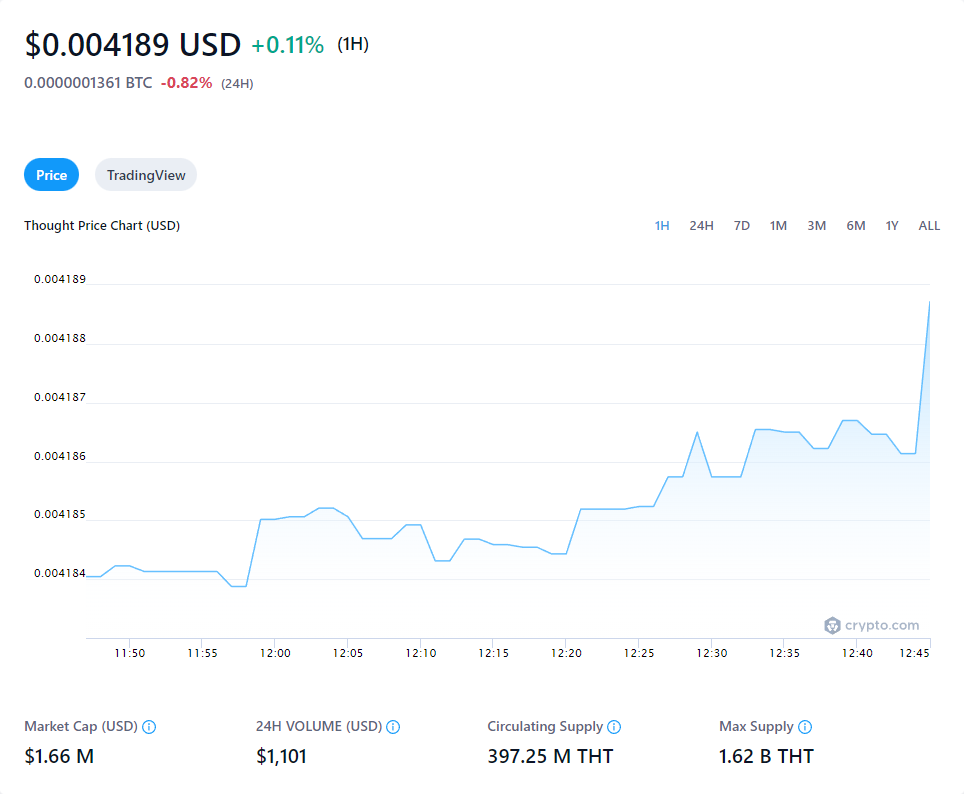 $0.004189 USD +0.11% (1H)
0.0000001361 BTC -0.82% (24H)
Price TradingView
Thought Price Chart (USD) 1H 24H 7D 1M 3M 6M 1Y ALL
0.004189
0.004188
0.004187
0.004186
0.004185
0.004184
crypto.com
11:50 11:55 12:00 12:05 12:10 12:15 12:20 12:25 12:30 12:35 12:40 12:45
Market Cap (USD) 24H VOLUME (USD) Circulating Supply Max Supply
$1.66 M $1,101 397.25 M THT 1.62 B THT